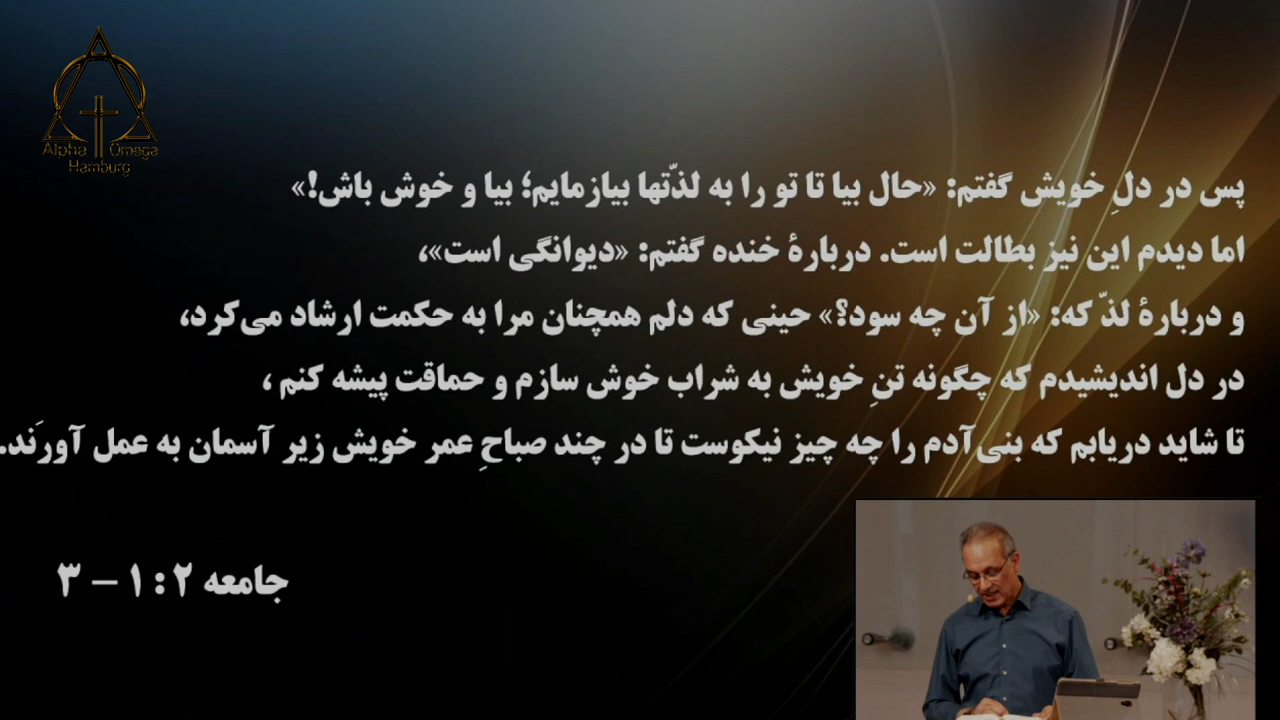 Alpha Omega
Hamburg
پس در دلِ خویش گفتم: «حال بیا تا تو را به لذّتها بیازمایم؛ بیا و خوش باش!»
اما دیدم این نیز بطالت است. دربارهٔ خنده گفتم: «دیوانگی است»،
و دربارهٔ لذّ که: «از آن چه سود؟» حینی که دلم همچنان مرا به حکمت ارشاد می‌کرد،
در دل اندیشیدم که چگونه تنِ خویش به شراب خوش سازم و حماقت پیشه کنم ،
تا شاید دریابم که بنی‌آدم را چه چیز نیکوست تا در چند صباحِ عمر خویش زیر آسمان به عمل آورَند.
جامعه ۲ : ۱ – ۳